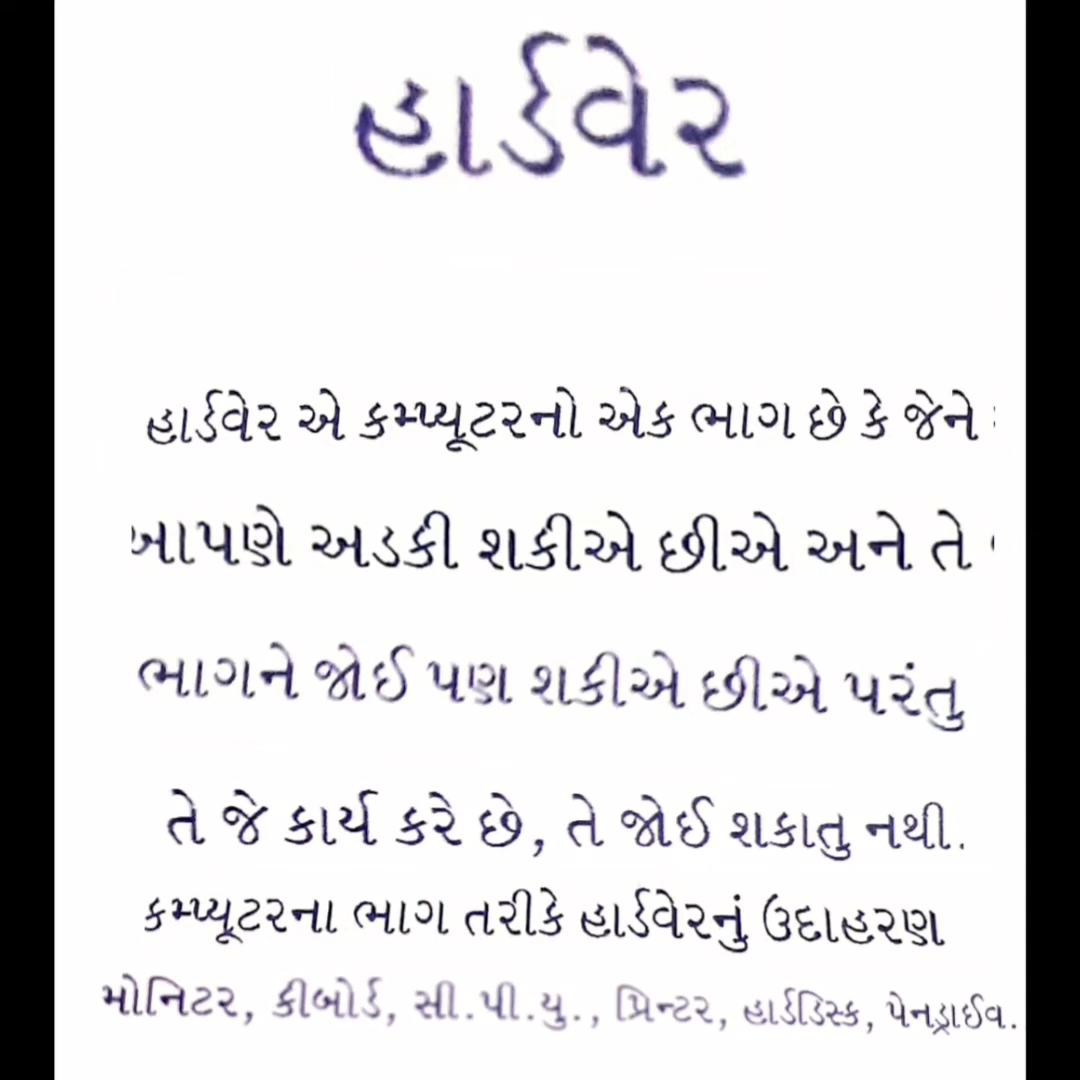 હાર્ડવેર
હાર્ડવેર એ કમ્પ્યૂટરનો એક ભાગ છે કે જેને
આપણે અડકી શકીએ છીએ અને તે
ભાગને જોઈ પણ શકીએ છીએ પરંતુ
તે જે કાર્ય કરે છે, તે જોઈ શકાતુ નથી.
કમ્પ્યૂટરના ભાગ તરીકે હાર્ડવેરનું ઉદાહરણ
મોનિટર, કીબોર્ડ, સી.પી.યુ., પ્રિન્ટર, હાર્ડડિસ્ક, પેનડ્રાઈવ.